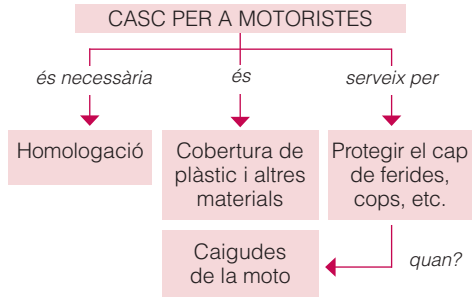 CASC PER A MOTORISTES
és necessària
és
serveix per
Homologació
Cobertura de
plàstic i altres
materials
Protegir el cap
de ferides,
cops, etc.
quan?
Caigudes
de la moto